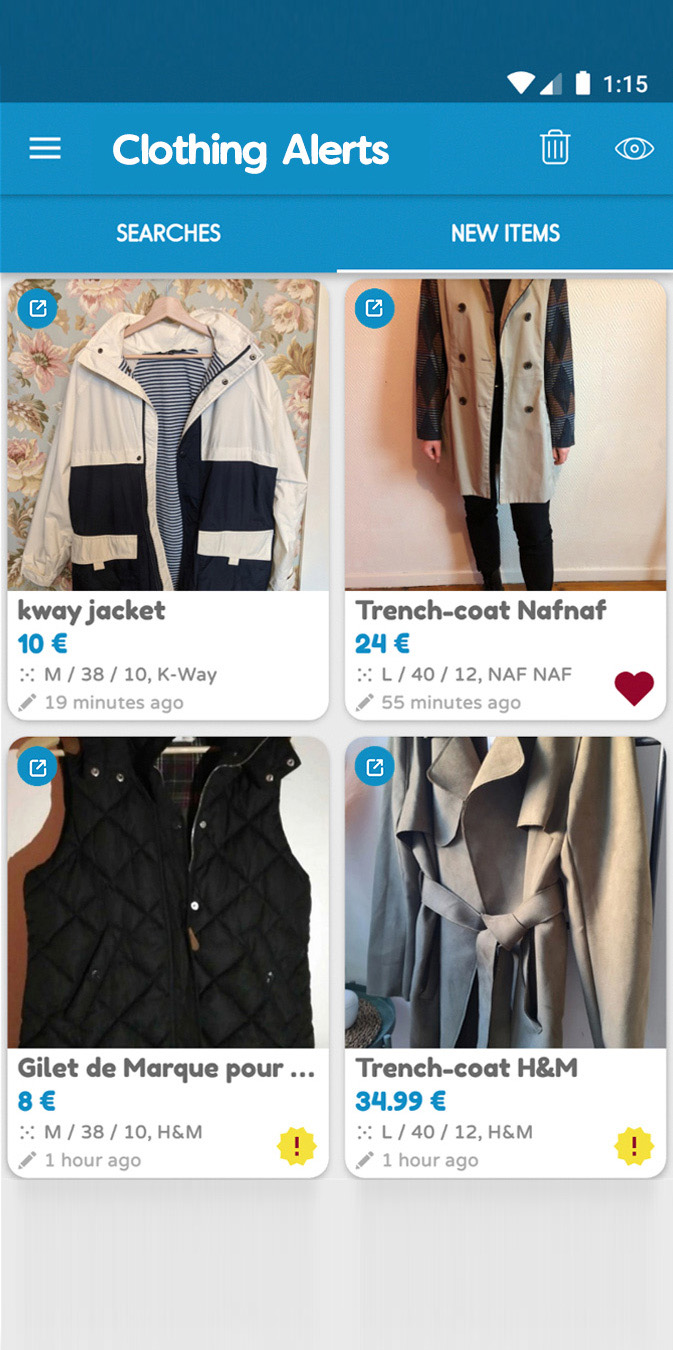 1:15
Clothing Alerts
SEARCHES
NEW ITEMS
kway jacket
10 €
M / 38 / 10, K-Way
19 minutes ago
Trench-coat Nafnaf
24 €
L / 40 / 12, NAF NAF
55 minutes ago
Gilet de Marque pour ...
8 €
M / 38 / 10, H&M
1 hour ago
!
Trench-coat H&M
34.99 €
L / 40 / 12, H&M
1 hour ago
!